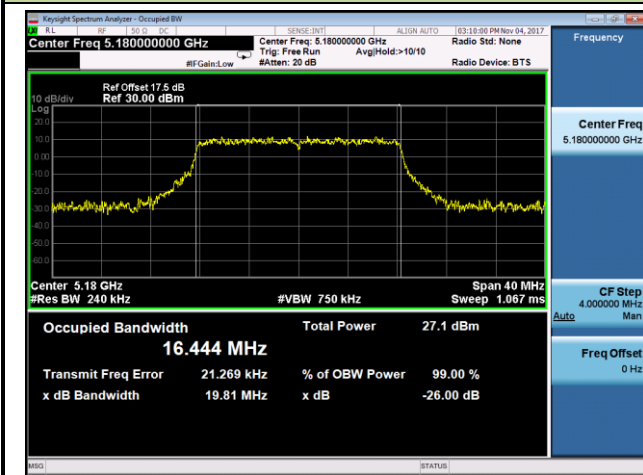 Keysight Spectrum Analyzer - Occupied BW
RL RF 50 Ω DC SENSE:INT ALIGN AUTO 03:10:00 PM Nov 04, 2017
Center Freq 5.180000000 GHz
Center Freq: 5.180000000 GHz
Radio Std: None
Trig: Free Run Avg|Hold:>10/10
#IFGain:Low #Atten: 20 dB Radio Device: BTS
Frequency
Ref Offset 17.5 dB
10 dB/div Ref 30.00 dBm
Log
20.0
10.0
0.00
-10.0
-20.0
-30.0
-40.0
-50.0
-60.0
Center 5.18 GHz Span 40 MHz
#Res BW 240 kHz #VBW 750 kHz Sweep 1.067 ms
Occupied Bandwidth Total Power 27.1 dBm
16.444 MHz
Transmit Freq Error 21.269 kHz % of OBW Power 99.00 %
x dB Bandwidth 19.81 MHz x dB -26.00 dB
Center Freq
5.180000000 GHz
CF Step
4.000000 MHz
Auto Man
Freq Offset
0 Hz
MSG STATUS